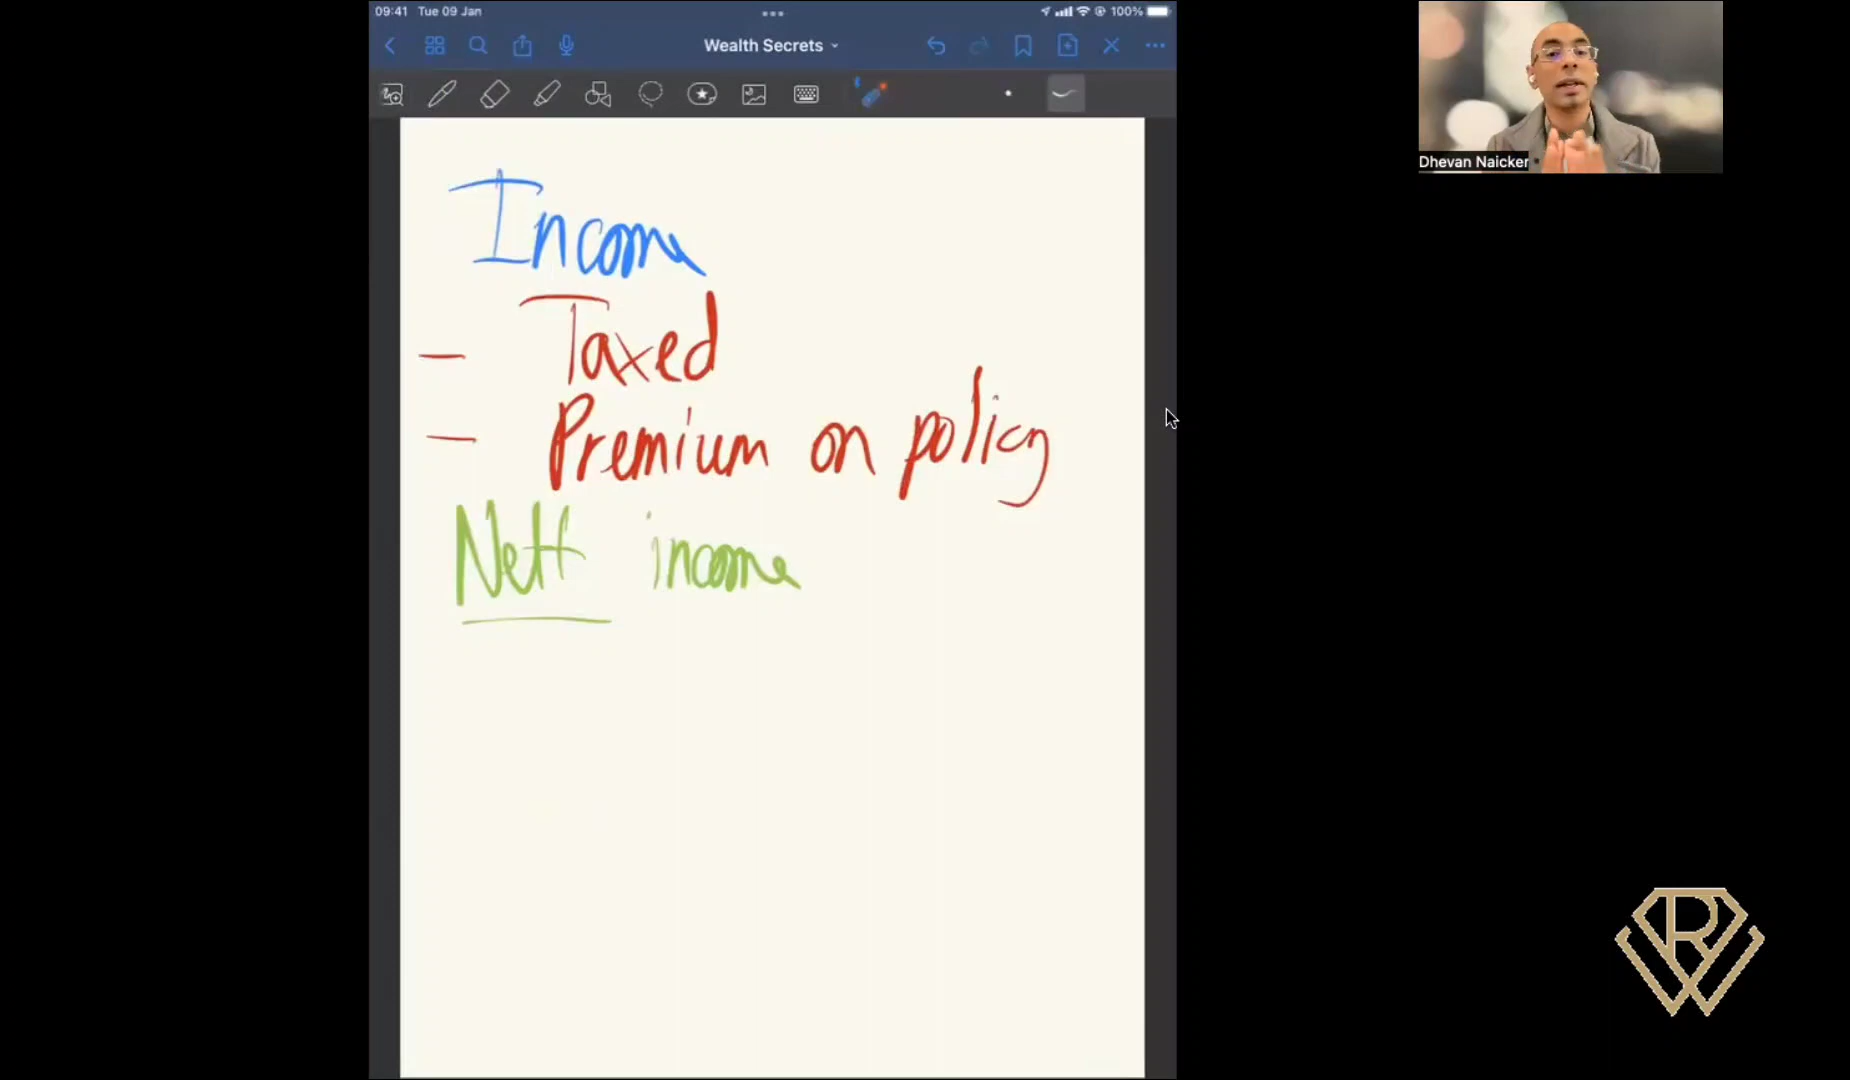 09:41 Tue 09 Jan
100%
Wealth Secrets
Dhevan Naicker
Income
- Taxed
- Premium on policy
Nett income